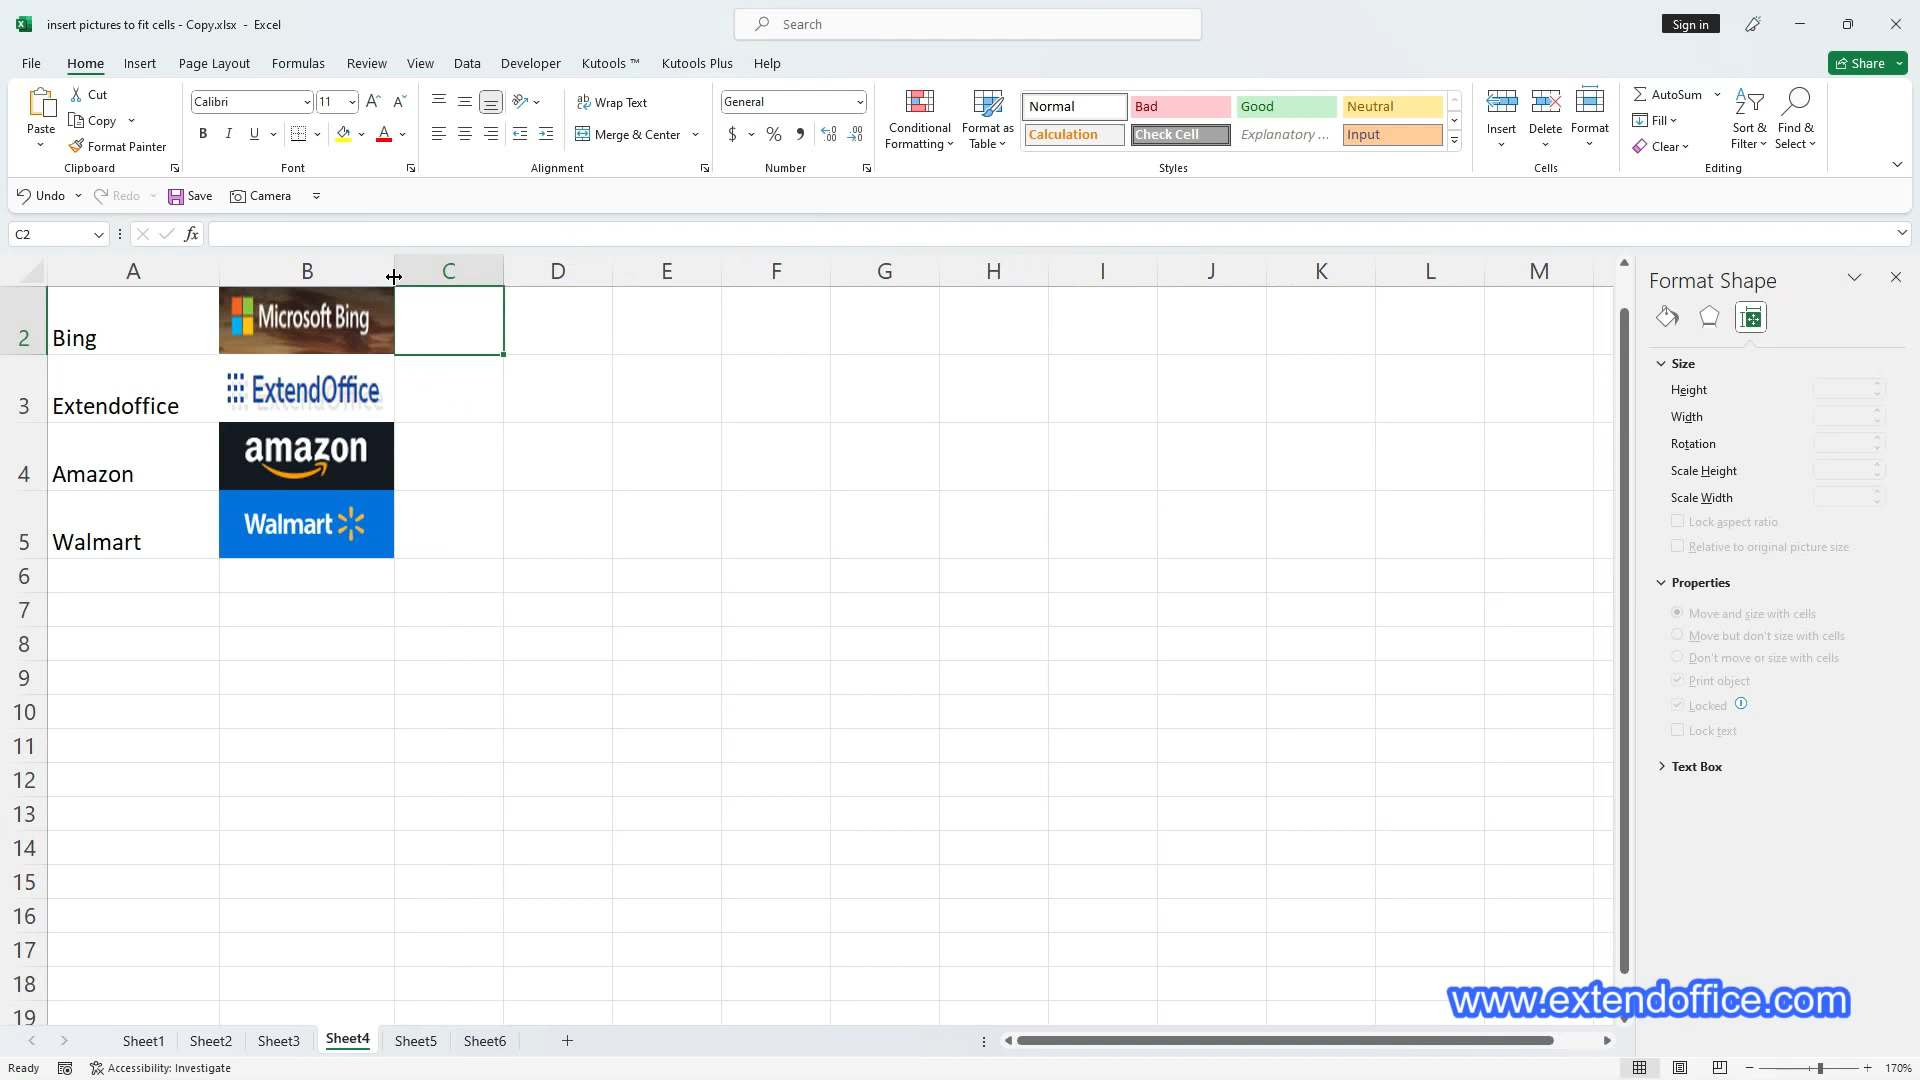 insert pictures to fit cells - Copy.xlsx - Excel
Search
Sign in
File Home Insert Page Layout Formulas Review View Data Developer Kutools ™ Kutools Plus Help
Share
Paste
Cut
Copy
Format Painter
Clipboard
Calibri 11
B I U A
Font
Wrap Text
Merge & Center
Alignment
General
$ % ,
Number
Conditional Formatting
Format as Table
Normal Bad Good Neutral
Calculation Check Cell Explanatory ... Input
Styles
Insert Delete Format
Cells
AutoSum
Fill
Clear
Sort & Filter
Find & Select
Editing
Undo Redo Save Camera
C2 fx
A B C D E F G H I J K L M
2 Bing Microsoft Bing
3 Extendoffice ExtendOffice
4 Amazon amazon
5 Walmart Walmart
6
7
8
9
10
11
12
13
14
15
16
17
18
19
Format Shape
Size
Height
Width
Rotation
Scale Height
Scale Width
Lock aspect ratio
Relative to original picture size
Properties
Move and size with cells
Move but don't size with cells
Don't move or size with cells
Print object
Locked
Lock text
Text Box
www.extendoffice.com
Sheet1 Sheet2 Sheet3 Sheet4 Sheet5 Sheet6
Ready Accessibility: Investigate 170%